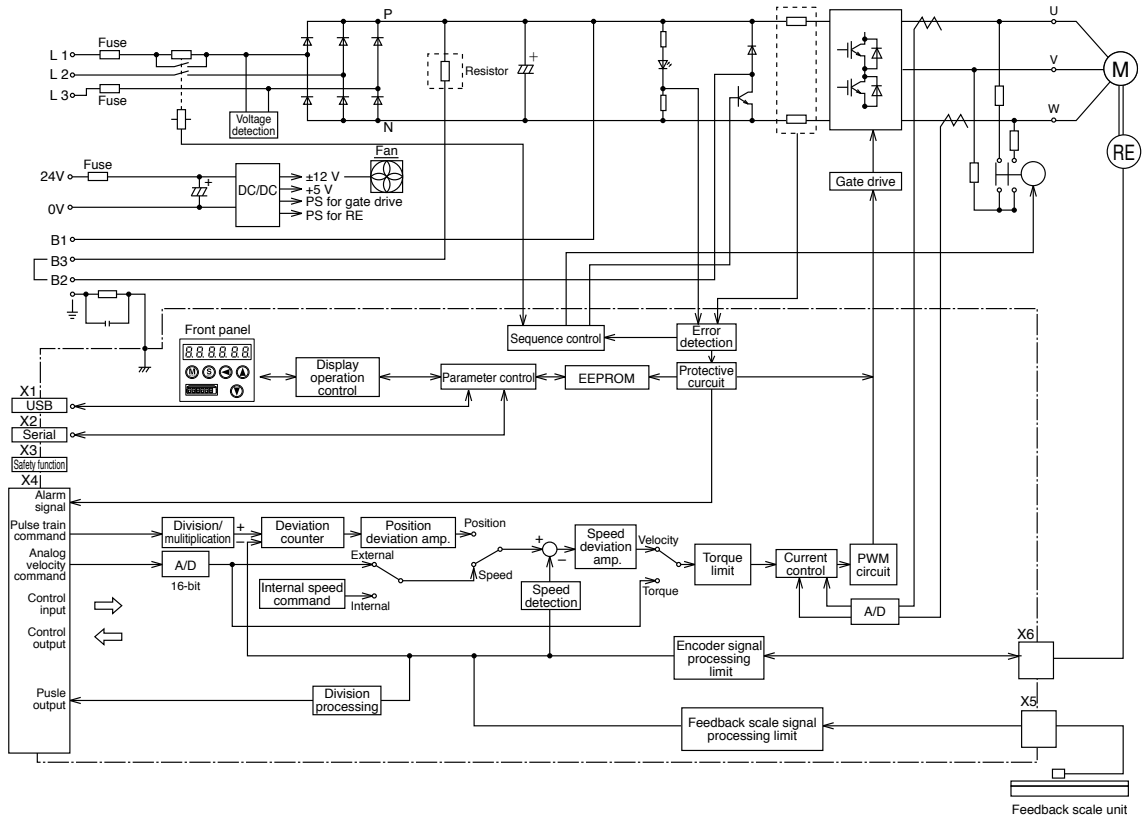 P
U
L 1
Fuse
L 2
V
M
Resistor
+
L 3
Fuse
Voltage
detection
N
W
Fan
RE
24V
Fuse
+
DC/DC
±12 V
+5 V
PS for gate drive
PS for RE
Gate drive
0V
B1
B3
B2
Front panel
8.8.8.8.8.8.
M
S
Sequence control
Error
detection
Display
operation
control
Parameter control
EEPROM
Protective
curcuit
X1
USB
X2
Serial
X3
Safety function
X4
Alarm
signal
Pulse train
command
Division/
mulitiplication
+
−
Deviation
counter
Position
deviation amp.
Position
Analog
velocity command
A/D
16-bit
External
Speed
+
−
Speed
deviation
amp.
Velocity
Torque
limit
Current
control
PWM
circuit
Internal speed
command
Internal
Speed
detection
Torque
A/D
Control
input
Control
output
Encoder signal
processing
limit
X6
Pusle
output
Division
processing
X5
Feedback scale signal
processing limit
Feedback scale unit